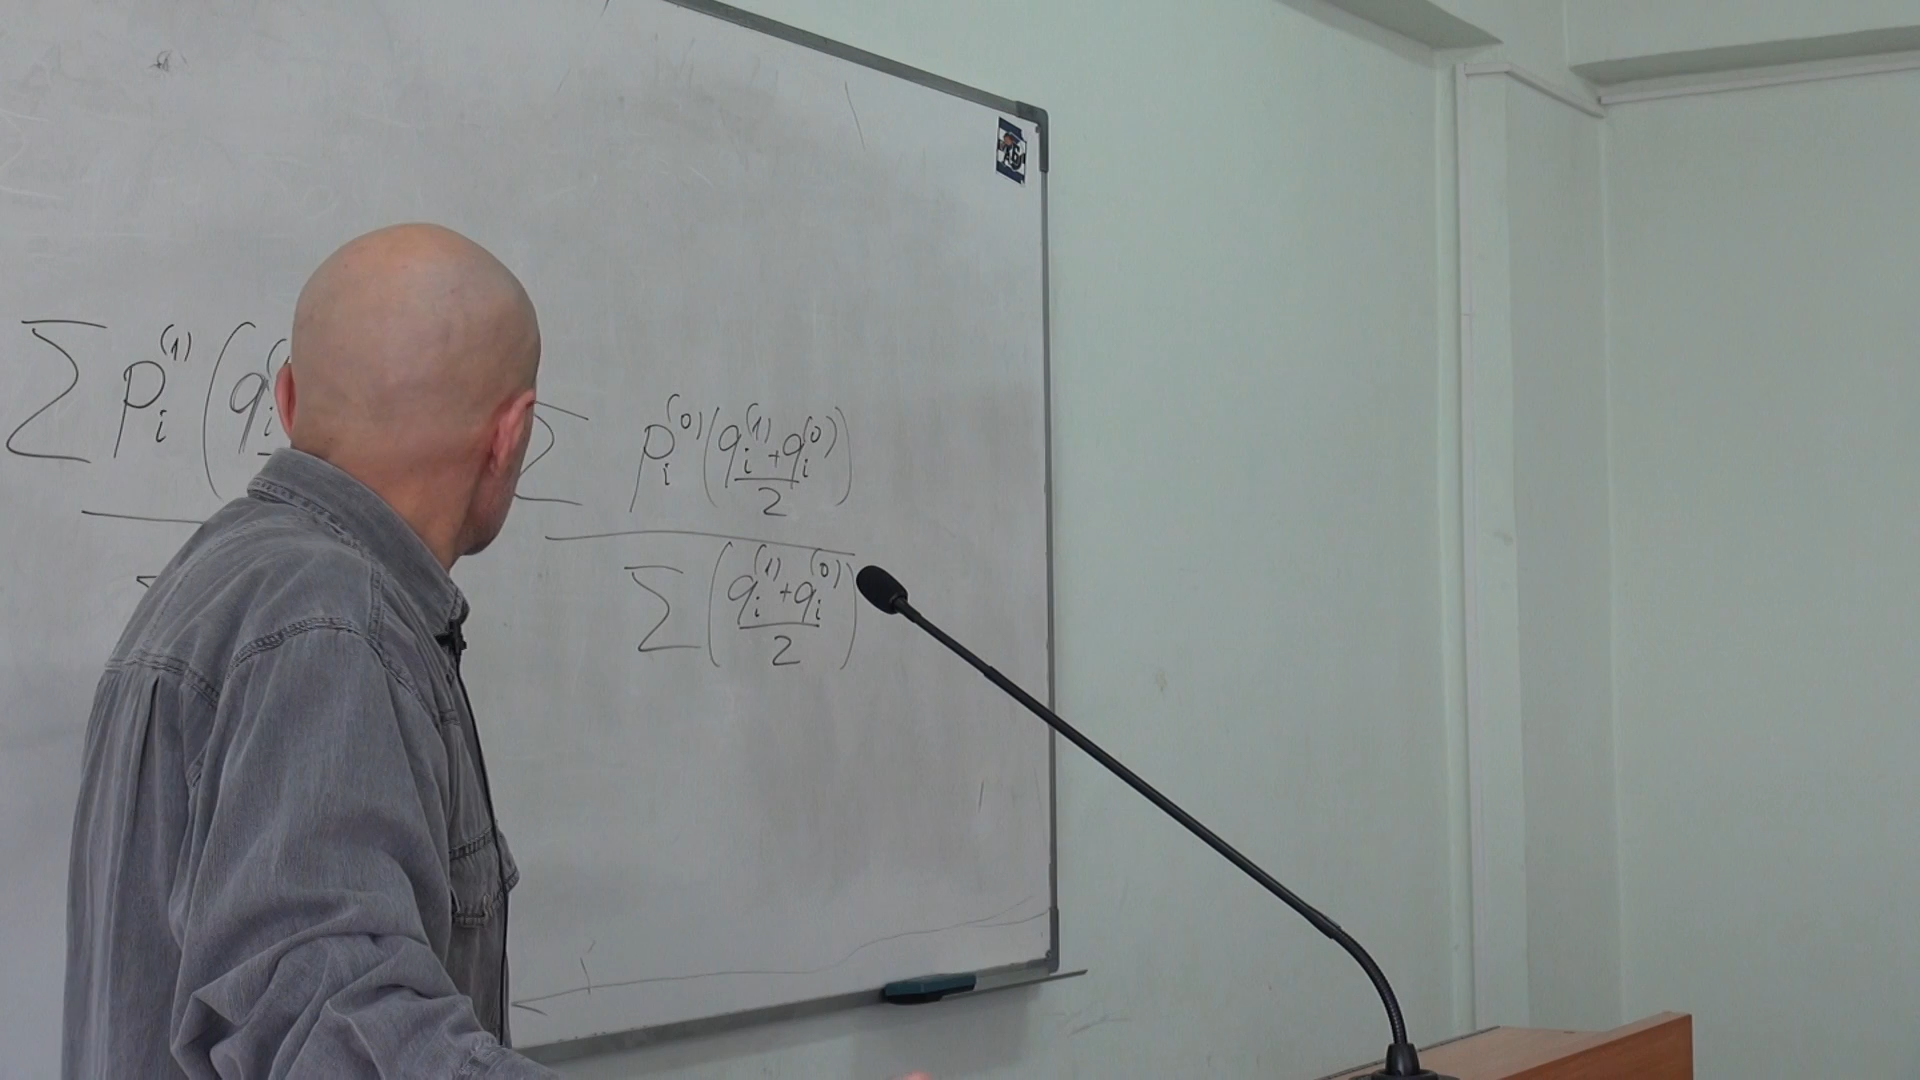 ∑ p_i^(1) (q_i
∑ p_i^(0) (q_i^(1) + q_i^(0))
2
∑ (q_i^(1) + q_i^(0))
2